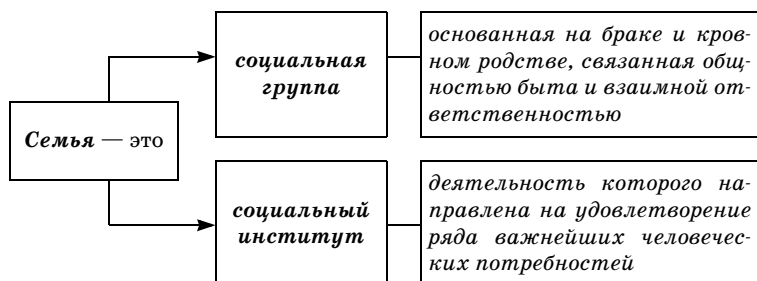 Семья — это
социальная
группа
основанная на браке и кров-
ном родстве, связанная общ-
ностью быта и взаимной от-
ветственностью
социальный
институт
деятельность которого на-
правлена на удовлетворение
ряда важнейших человечес-
ких потребностей